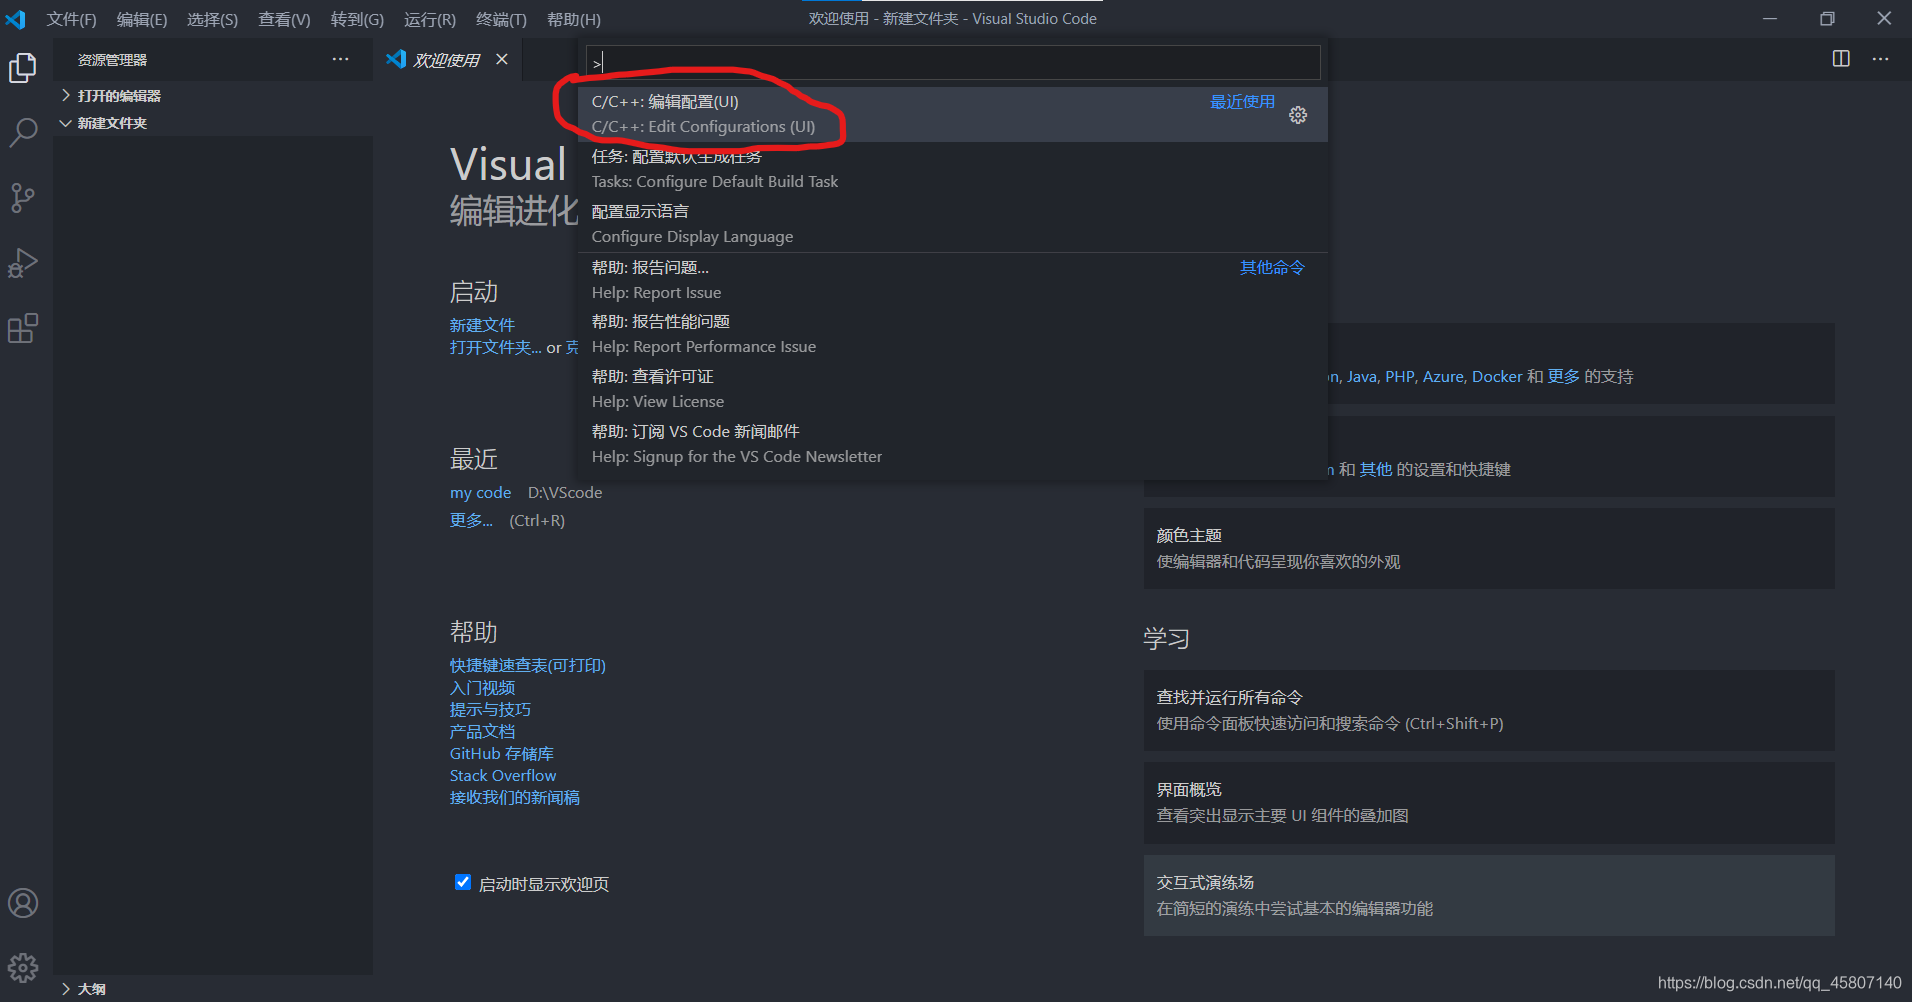 文件(F) 编辑(E) 选择(S) 查看(V) 转到(G) 运行(R) 终端(T) 帮助(H)
欢迎使用 - 新建文件夹 - Visual Studio Code
资源管理器
打开的编辑器
新建文件夹
大纲
欢迎使用
>
C/C++: 编辑配置(UI)
最近使用
C/C++: Edit Configurations (UI)
任务: 配置默认生成任务
Tasks: Configure Default Build Task
配置显示语言
Configure Display Language
帮助: 报告问题...
其他命令
Help: Report Issue
帮助: 报告性能问题
Help: Report Performance Issue
帮助: 查看许可证
Help: View License
帮助: 订阅 VS Code 新闻邮件
Help: Signup for the VS Code Newsletter
Visual
编辑进化
启动
新建文件
打开文件夹... or 克
最近
my code D:\VScode
更多... (Ctrl+R)
帮助
快捷键速查表(可打印)
入门视频
提示与技巧
产品文档
GitHub 存储库
Stack Overflow
接收我们的新闻稿
启动时显示欢迎页
n, Java, PHP, Azure, Docker 和 更多 的支持
和 其他 的设置和快捷键
颜色主题
使编辑器和代码呈现你喜欢的外观
学习
查找并运行所有命令
使用命令面板快速访问和搜索命令 (Ctrl+Shift+P)
界面概览
查看突出显示主要 UI 组件的叠加图
交互式演练场
在简短的演练中尝试基本的编辑器功能
https://blog.csdn.net/qq_45807140